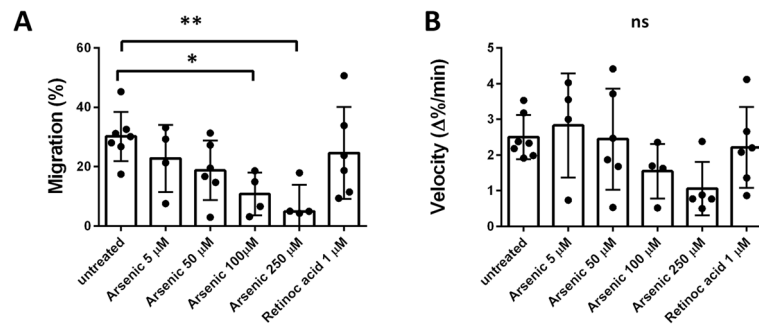 A
**
*
60
40
20
0
Migration (%)
untreated
Arsenic 5 μM
Arsenic 50 μM
Arsenic 100μM
Arsenic 250 μM
Retinoc acid 1 μM
B
ns
5
4
3
2
1
0
Velocity (Δ%/min)
untreated
Arsenic 5 μM
Arsenic 50 μM
Arsenic 100 μM
Arsenic 250 μM
Retinoc acid 1 μM